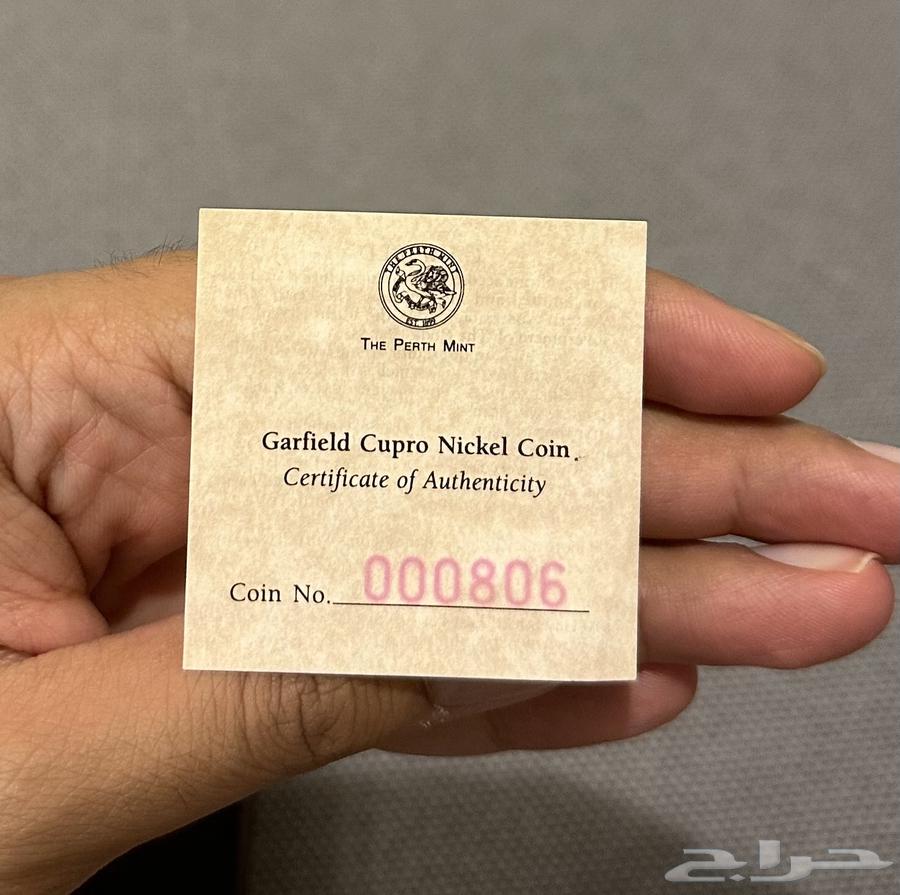 THE PERTH MINT
EST. 1899
THE PERTH MINT
Garfield Cupro Nickel Coin.
Certificate of Authenticity
Coin No. 000806
حراج